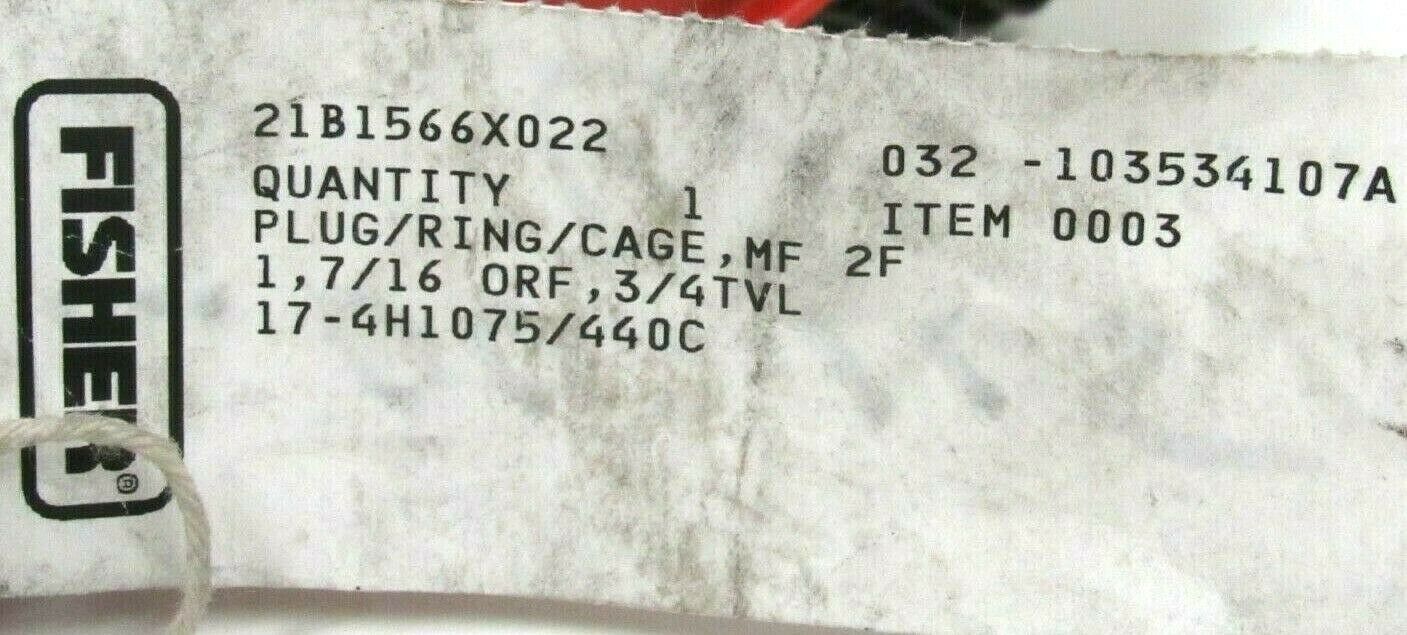 FISHER®
21B1566X022
032 -103534107A
QUANTITY 1
ITEM 0003
PLUG/RING/CAGE,MF 2F
1,7/16 ORF,3/4TVL
17-4H1075/440C